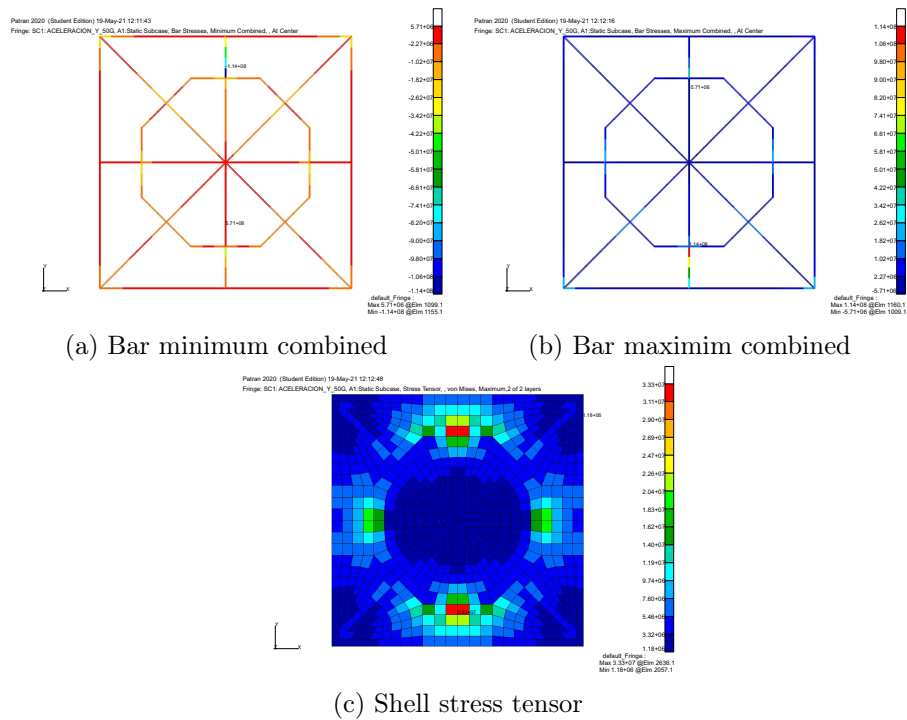 Patran 2020 (Student Edition) 19-May-21 12:11:43
Fringe: SC1: ACELERACION_Y_50G, A1:Static Subcase, Bar Stresses, Minimum Combined, , At Center
5.71+06
-2.27+06
-1.02+07
-1.82+07
-2.62+07
-3.42+07
-4.21+07
-5.01+07
-5.81+07
-6.61+07
-7.41+07
-8.20+07
-9.00+07
-9.80+07
-1.06+08
-1.14+08
-1.14+08
5.71+06
Y
Z
X
default_Fringe :
Max 5.71+06 @Elm 1099.1
Min -1.14+08 @Elm 1155.1
(a) Bar minimum combined
Patran 2020 (Student Edition) 19-May-21 12:12:16
Fringe: SC1: ACELERACION_Y_50G, A1:Static Subcase, Bar Stresses, Maximum Combined, , At Center
1.14+08
1.06+08
9.80+07
9.00+07
8.20+07
7.41+07
6.61+07
5.81+07
5.01+07
4.22+07
3.42+07
2.62+07
1.82+07
1.02+07
2.27+06
-5.71+06
-5.71+06
1.14+08
Y
Z
X
default_Fringe :
Max 1.14+08 @Elm 1160.1
Min -5.71+06 @Elm 1009.1
(b) Bar maximim combined
Patran 2020 (Student Edition) 19-May-21 12:12:48
Fringe: SC1: ACELERACION_Y_50G, A1:Static Subcase, Stress Tensor, , von Mises, Maximum,2 of 2 layers
3.33+07
3.11+07
2.90+07
2.69+07
2.47+07
2.26+07
2.04+07
1.83+07
1.62+07
1.40+07
1.19+07
9.74+06
7.60+06
5.46+06
3.32+06
1.18+06
1.18+06
3.33+07
Y
Z
X
default_Fringe :
Max 3.33+07 @Elm 2636.1
Min 1.18+06 @Elm 2057.1
(c) Shell stress tensor